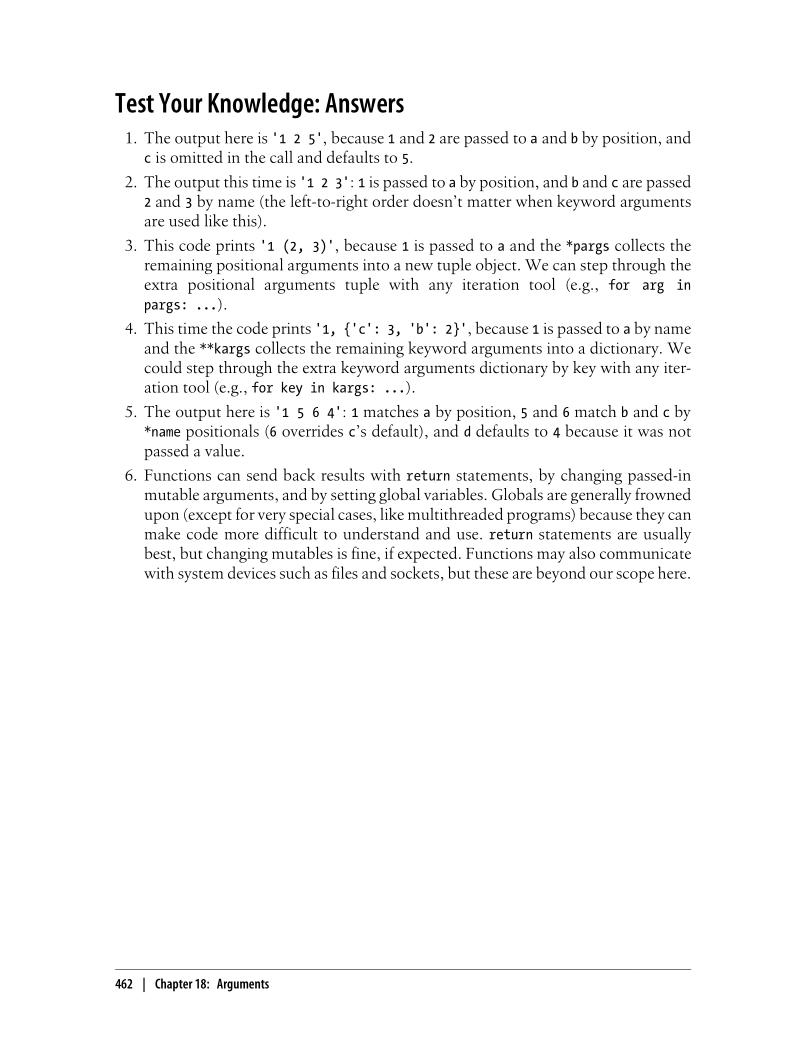 Test Your Knowledge: Answers
1. The output here is '1 2 5', because 1 and 2 are passed to a and b by position, and
c is omitted in the call and defaults to 5.
2. The output this time is '1 2 3': 1 is passed to a by position, and b and c are passed
2 and 3 by name (the left-to-right order doesn’t matter when keyword arguments
are used like this).
3. This code prints '1 (2, 3)', because 1 is passed to a and the *pargs collects the
remaining positional arguments into a new tuple object. We can step through the
extra positional arguments tuple with any iteration tool (e.g., for arg in
pargs: ...).
4. This time the code prints '1, {'c': 3, 'b': 2}', because 1 is passed to a by name
and the **kargs collects the remaining keyword arguments into a dictionary. We
could step through the extra keyword arguments dictionary by key with any iter-
ation tool (e.g., for key in kargs: ...).
5. The output here is '1 5 6 4': 1 matches a by position, 5 and 6 match b and c by
*name positionals (6 overrides c’s default), and d defaults to 4 because it was not
passed a value.
6. Functions can send back results with return statements, by changing passed-in
mutable arguments, and by setting global variables. Globals are generally frowned
upon (except for very special cases, like multithreaded programs) because they can
make code more difficult to understand and use. return statements are usually
best, but changing mutables is fine, if expected. Functions may also communicate
with system devices such as files and sockets, but these are beyond our scope here.
462 | Chapter 18: Arguments